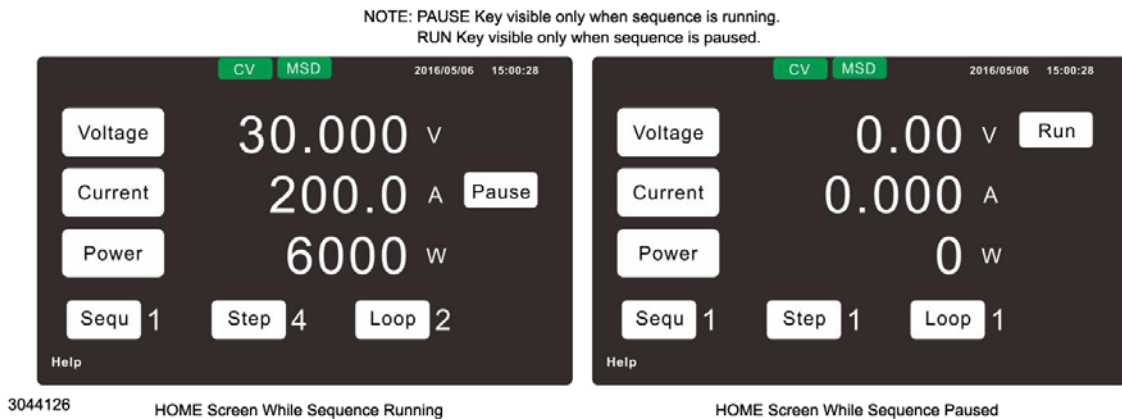 NOTE: PAUSE Key visible only when sequence is running.
RUN Key visible only when sequence is paused.
CV MSD 2016/05/06 15:00:28
Voltage 30.000 V
Current 200.0 A Pause
Power 6000 W
Sequ 1 Step 4 Loop 2
Help
CV MSD 2016/05/06 15:00:28
Voltage 0.00 V Run
Current 0.000 A
Power 0 W
Sequ 1 Step 1 Loop 1
Help
3044126
HOME Screen While Sequence Running
HOME Screen While Sequence Paused